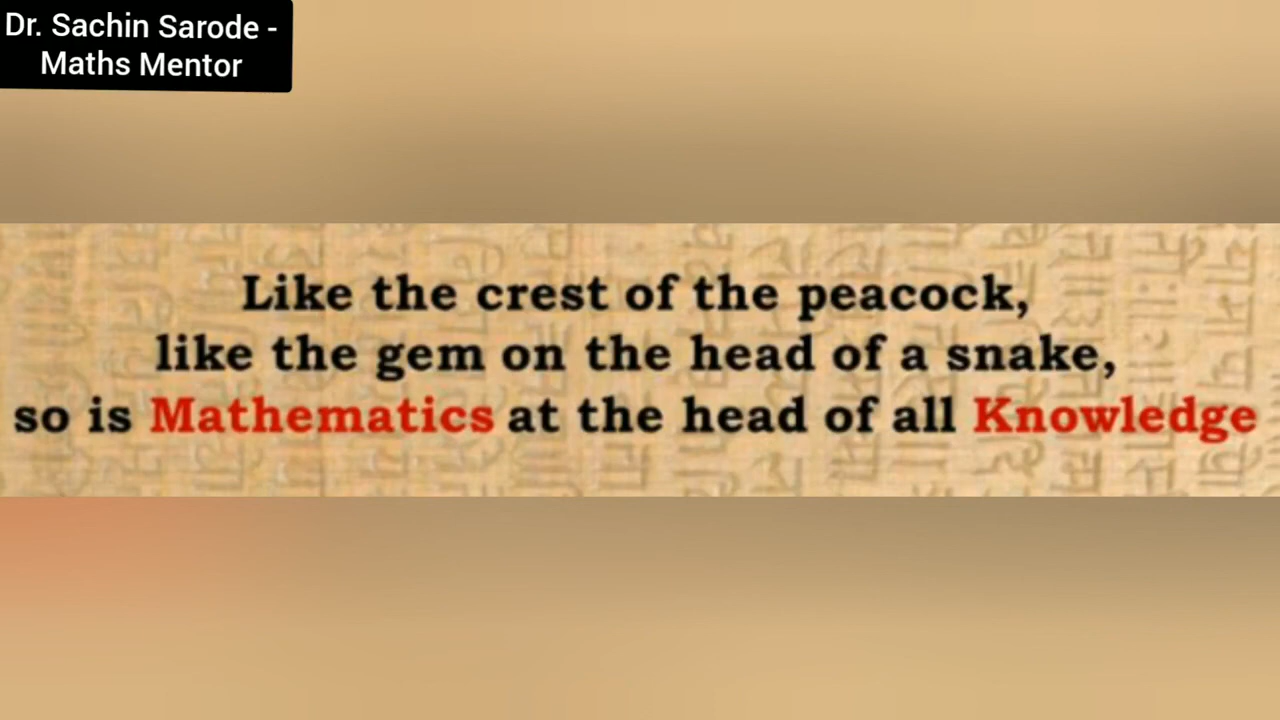 Dr. Sachin Sarode -
Maths Mentor
Like the crest of the peacock,
like the gem on the head of a snake,
so is Mathematics at the head of all Knowledge